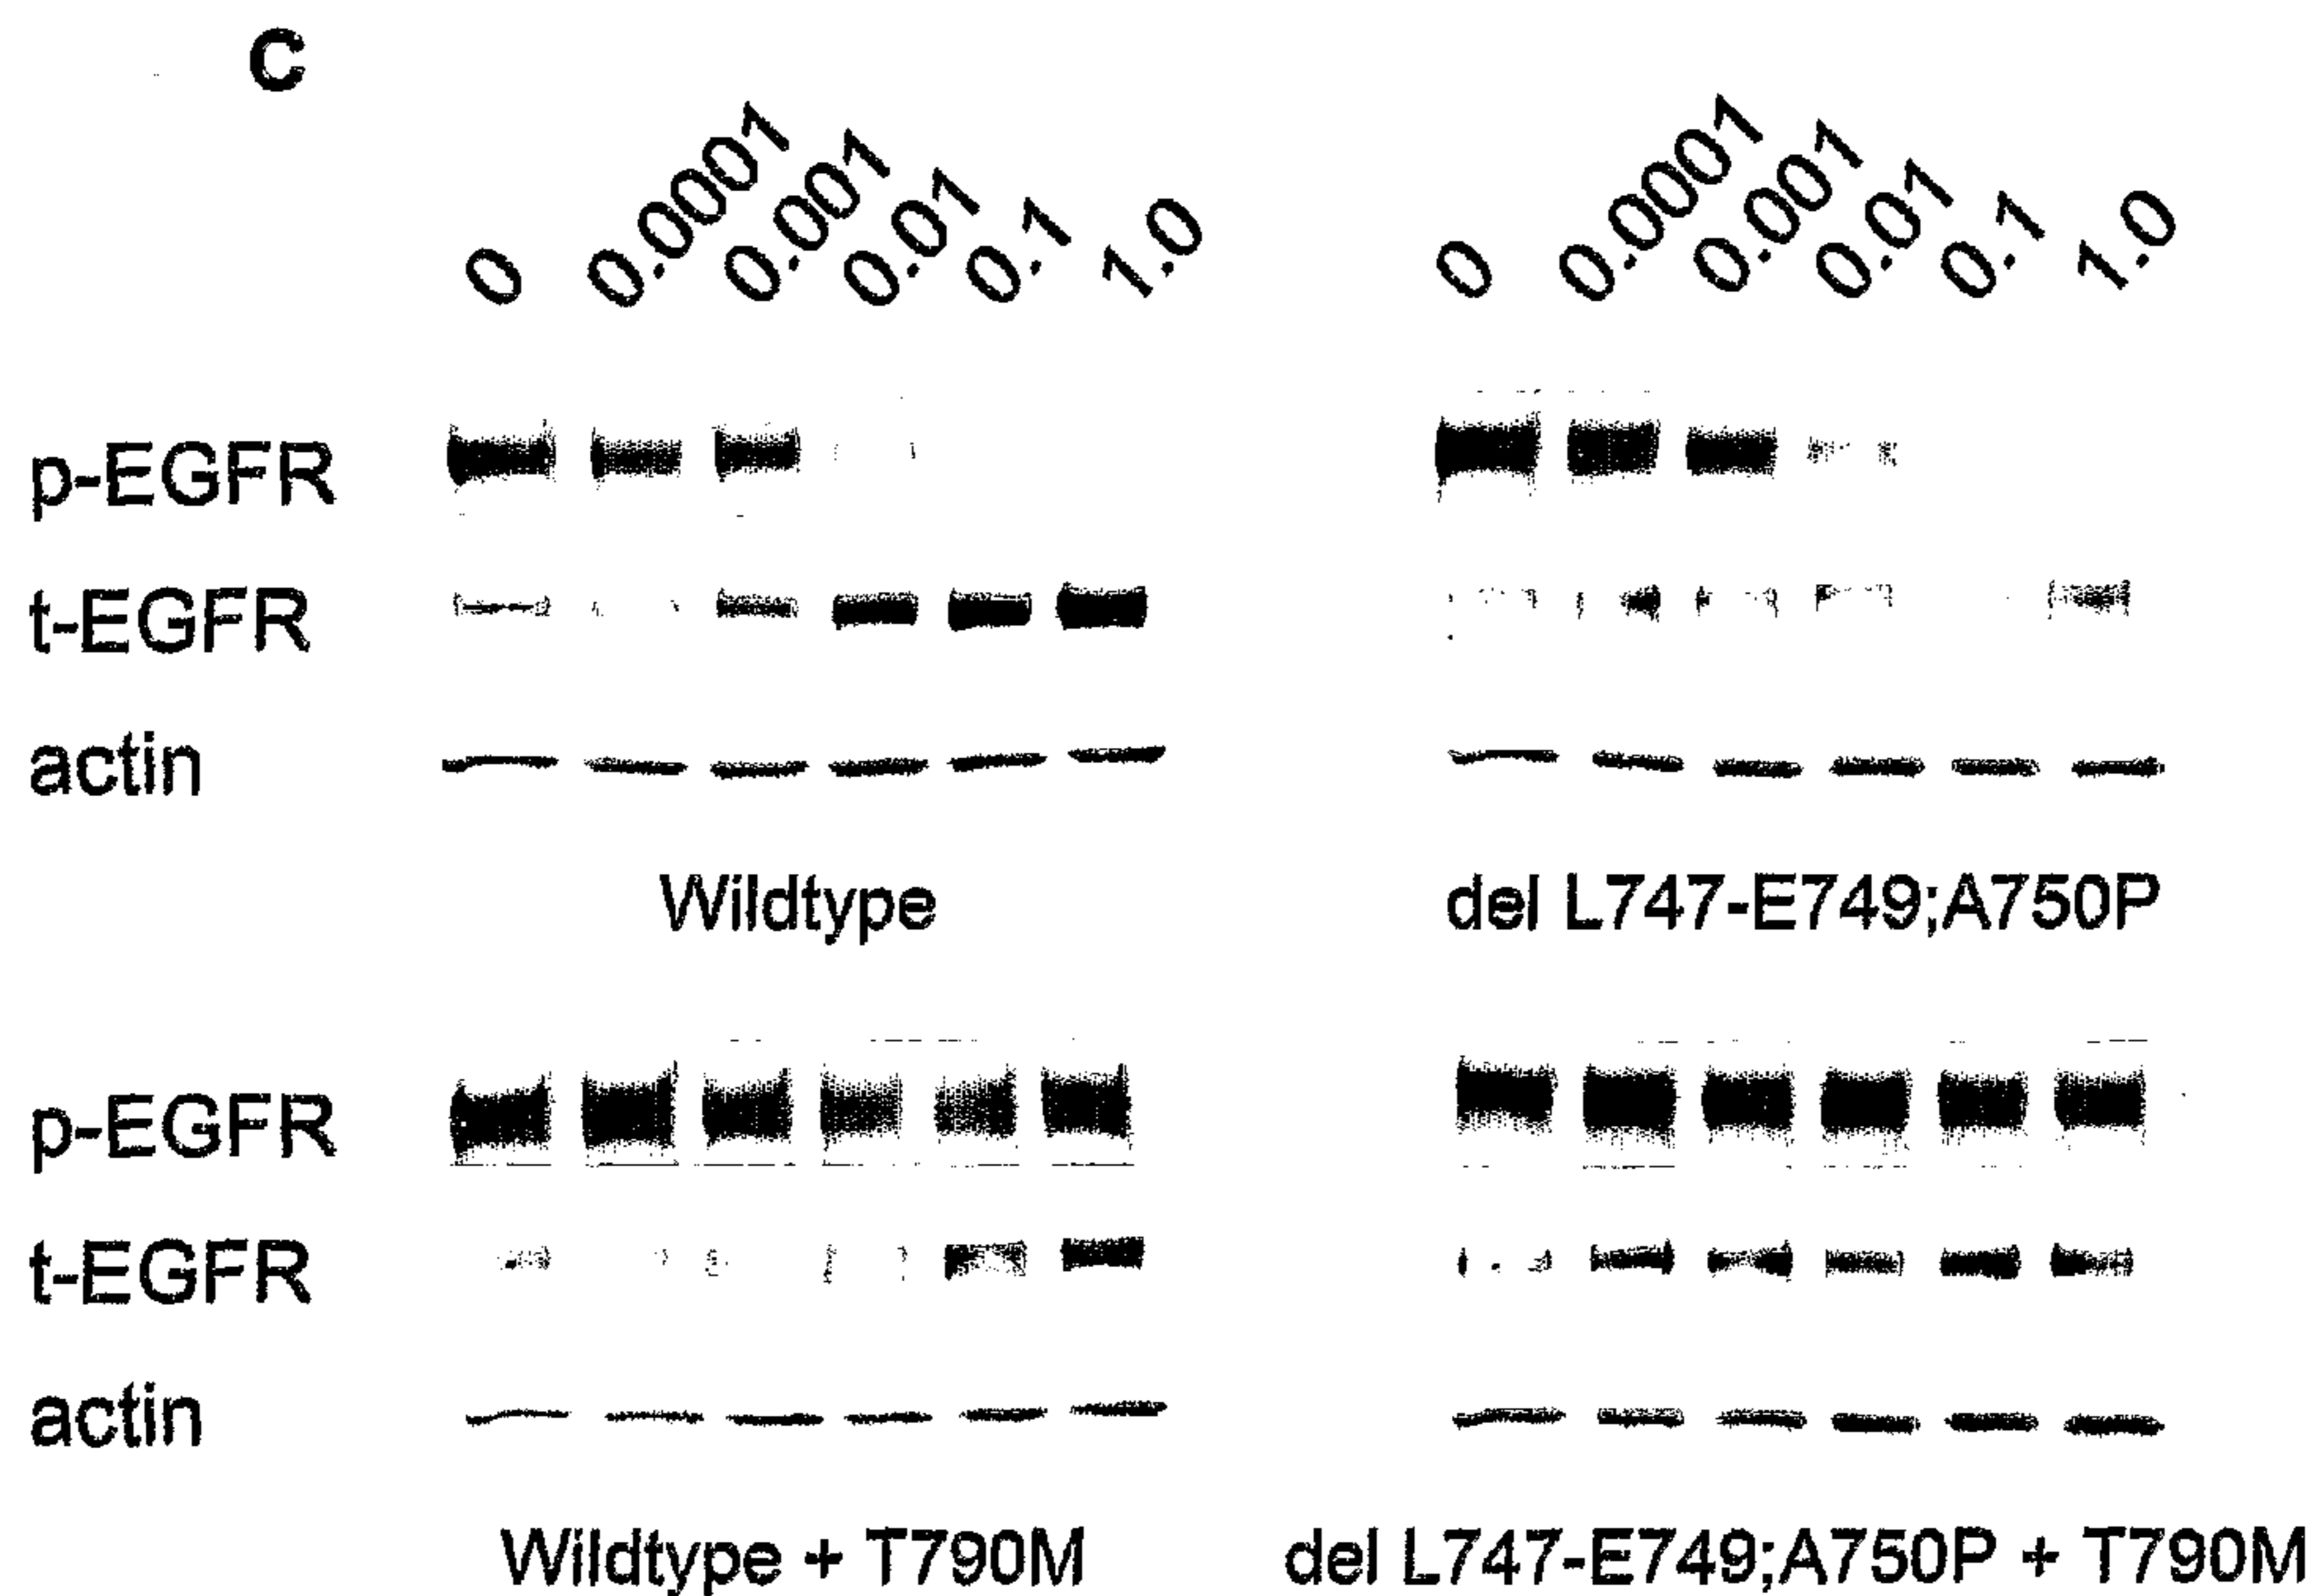 C
0 0.0001 0.001 0.01 0.1 1.0 0 0.0001 0.001 0.01 0.1 1.0
p-EGFR
t-EGFR
actin
Wildtype del L747-E749;A750P
p-EGFR
t-EGFR
actin
Wildtype + T790M del L747-E749;A750P + T790M